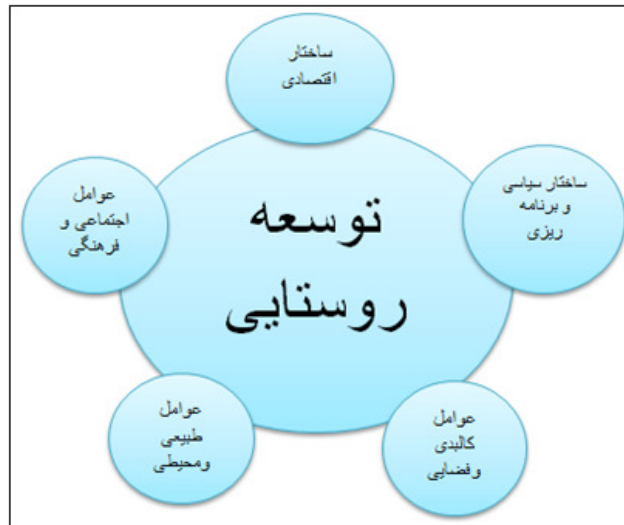 ساختار
اقتصادی
ساختار سیاسی
و برنامه
ریزی
عوامل
اجتماعی و
فرهنگی
توسعه
روستایی
عوامل
کالبدی
وفضایی
عوامل
طبیعی
ومحیطی